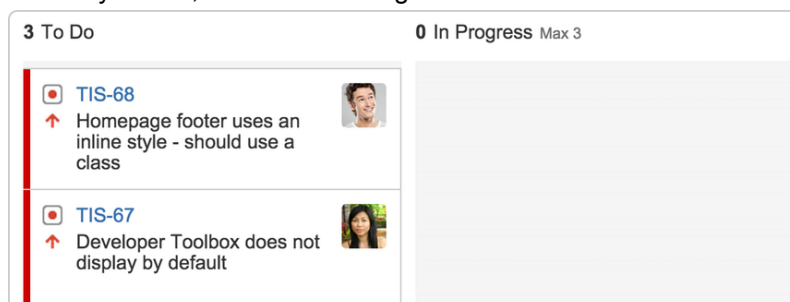 3 To Do
0 In Progress Max 3
TIS-68
Homepage footer uses an
inline style - should use a
class
TIS-67
Developer Toolbox does not
display by default